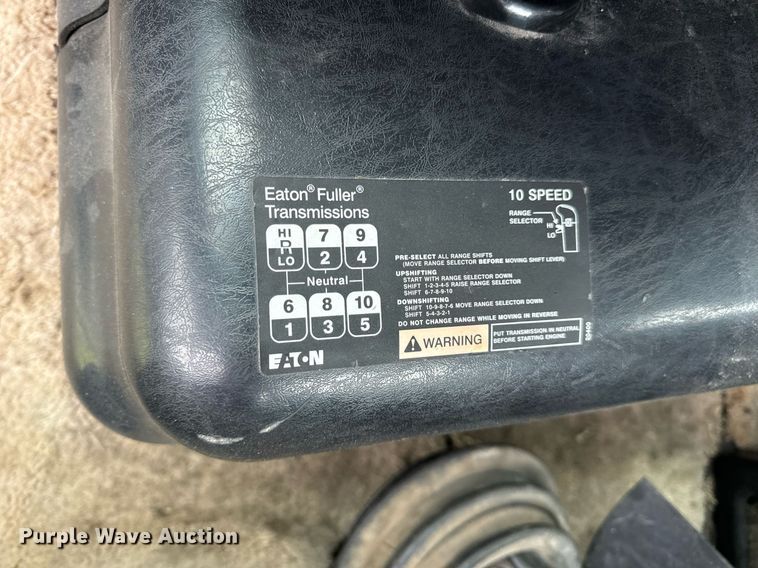 Eaton® Fuller®
Transmissions
10 SPEED
RANGE
SELECTOR
HI
LO
HI 7 9
R 2 4
LO
Neutral
6 8 10
1 3 5
EATON
PRE-SELECT ALL RANGE SHIFTS
(MOVE RANGE SELECTOR BEFORE MOVING SHIFT LEVER)
UPSHIFTING
START WITH RANGE SELECTOR DOWN
SHIFT 1-2-3-4-5 RAISE RANGE SELECTOR
SHIFT 6-7-8-9-10
DOWNSHIFTING
SHIFT 10-9-8-7-6 MOVE RANGE SELECTOR DOWN
SHIFT 5-4-3-2-1
DO NOT CHANGE RANGE WHILE MOVING IN REVERSE
WARNING
PUT TRANSMISSION IN NEUTRAL
BEFORE STARTING ENGINE
Purple Wave Auction